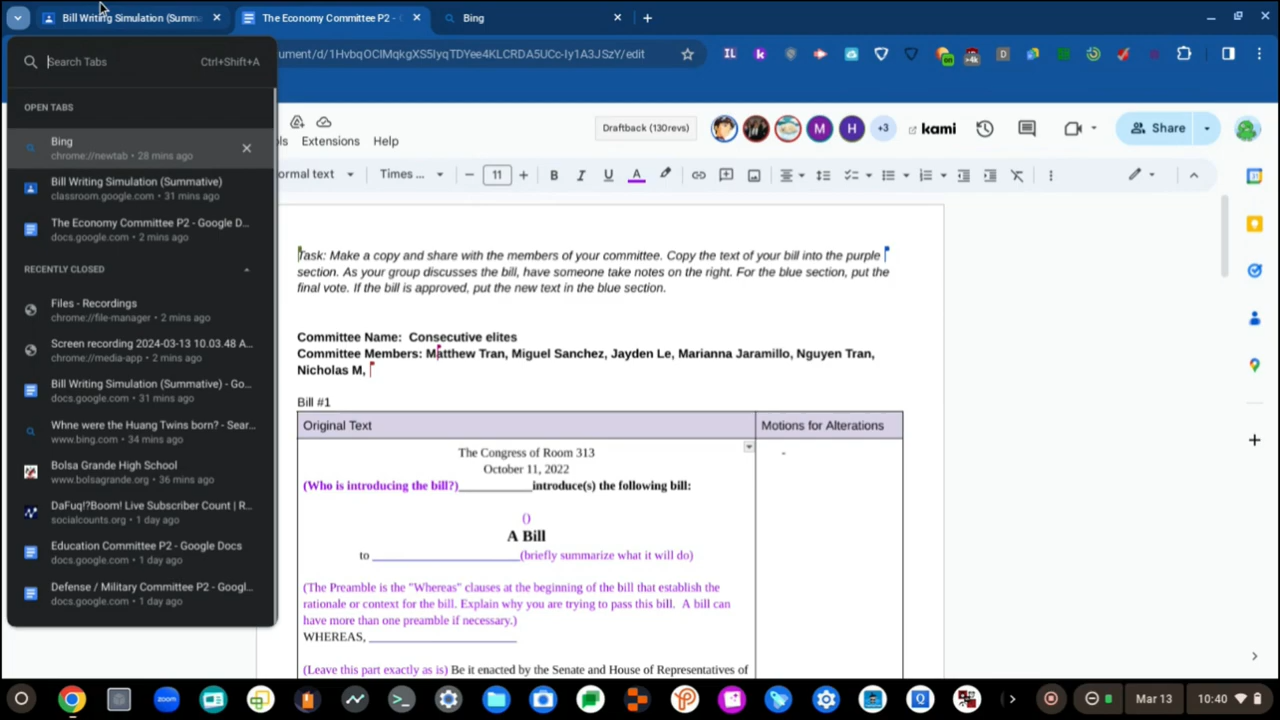 Bill Writing Simulation (Summ
The Economy Committee P2 -
Bing
ument/d/1HvbqOCIMqkgXS5IyqTDYee4KLCRDA5UCc-Iy1A3JSzY/edit
Search Tabs
Ctrl+Shift+A
OPEN TABS
Bing
chrome://newtab • 28 mins ago
Bill Writing Simulation (Summative)
classroom.google.com • 31 mins ago
The Economy Committee P2 - Google D...
docs.google.com • 2 mins ago
RECENTLY CLOSED
Files - Recordings
chrome://file-manager • 2 mins ago
Screen recording 2024-03-13 10.03.48 A...
chrome://media-app • 2 mins ago
Bill Writing Simulation (Summative) - Go...
docs.google.com • 31 mins ago
Whne were the Huang Twins born? - Sear...
www.bing.com • 34 mins ago
Bolsa Grande High School
www.bolsagrande.org • 36 mins ago
DaFuq!?Boom! Live Subscriber Count | R...
socialcounts.org • 1 day ago
Education Committee P2 - Google Docs
docs.google.com • 1 day ago
Defense / Military Committee P2 - Googl...
docs.google.com • 1 day ago
ls Extensions Help
Draftback (130revs)
M H +3
kami
Share
ormal text Times ... 11 B I U A
Task: Make a copy and share with the members of your committee. Copy the text of your bill into the purple
section. As your group discusses the bill, have someone take notes on the right. For the blue section, put the
final vote. If the bill is approved, put the new text in the blue section.
Committee Name: Consecutive elites
Committee Members: Matthew Tran, Miguel Sanchez, Jayden Le, Marianna Jaramillo, Nguyen Tran,
Nicholas M,
Bill #1
Original Text
Motions for Alterations
The Congress of Room 313
-
October 11, 2022
(Who is introducing the bill?)____________introduce(s) the following bill:
()
A Bill
to ________________________(briefly summarize what it will do)
(The Preamble is the "Whereas" clauses at the beginning of the bill that establish the
rationale or context for the bill. Explain why you are trying to pass this bill. A bill can
have more than one preamble if necessary.)
WHEREAS, ________________________
(Leave this part exactly as is) Be it enacted by the Senate and House of Representatives of
zoom
Mar 13
10:40